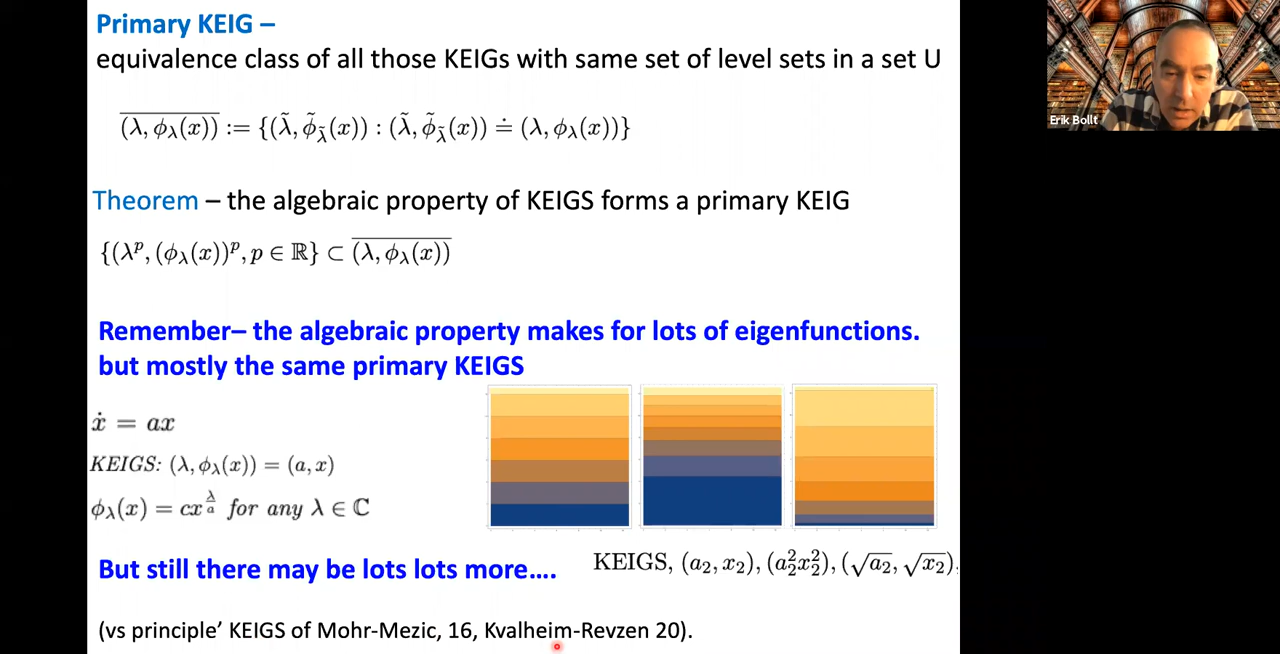 Primary KEIG –
equivalence class of all those KEIGs with same set of level sets in a set U
$\overline{(\lambda, \phi_\lambda(x))} := \{(\tilde{\lambda}, \tilde{\phi}_{\tilde{\lambda}}(x)) : (\tilde{\lambda}, \tilde{\phi}_{\tilde{\lambda}}(x)) \doteq (\lambda, \phi_\lambda(x))\}$
Theorem – the algebraic property of KEIGS forms a primary KEIG
$\{(\lambda^p, (\phi_\lambda(x))^p, p \in \mathbb{R}\} \subset \overline{(\lambda, \phi_\lambda(x))}$
Remember– the algebraic property makes for lots of eigenfunctions.
but mostly the same primary KEIGS
$\dot{x} = ax$
KEIGS: $(\lambda, \phi_\lambda(x)) = (a, x)$
$\phi_\lambda(x) = cx^{\frac{\lambda}{a}}$ for any $\lambda \in \mathbb{C}$
But still there may be lots lots more....
KEIGS, $(a_2, x_2), (a_2^2 x_2^2), (\sqrt{a_2}, \sqrt{x_2}).$
(vs principle' KEIGS of Mohr-Mezic, 16, Kvalheim-Revzen 20).
Erik Bollt